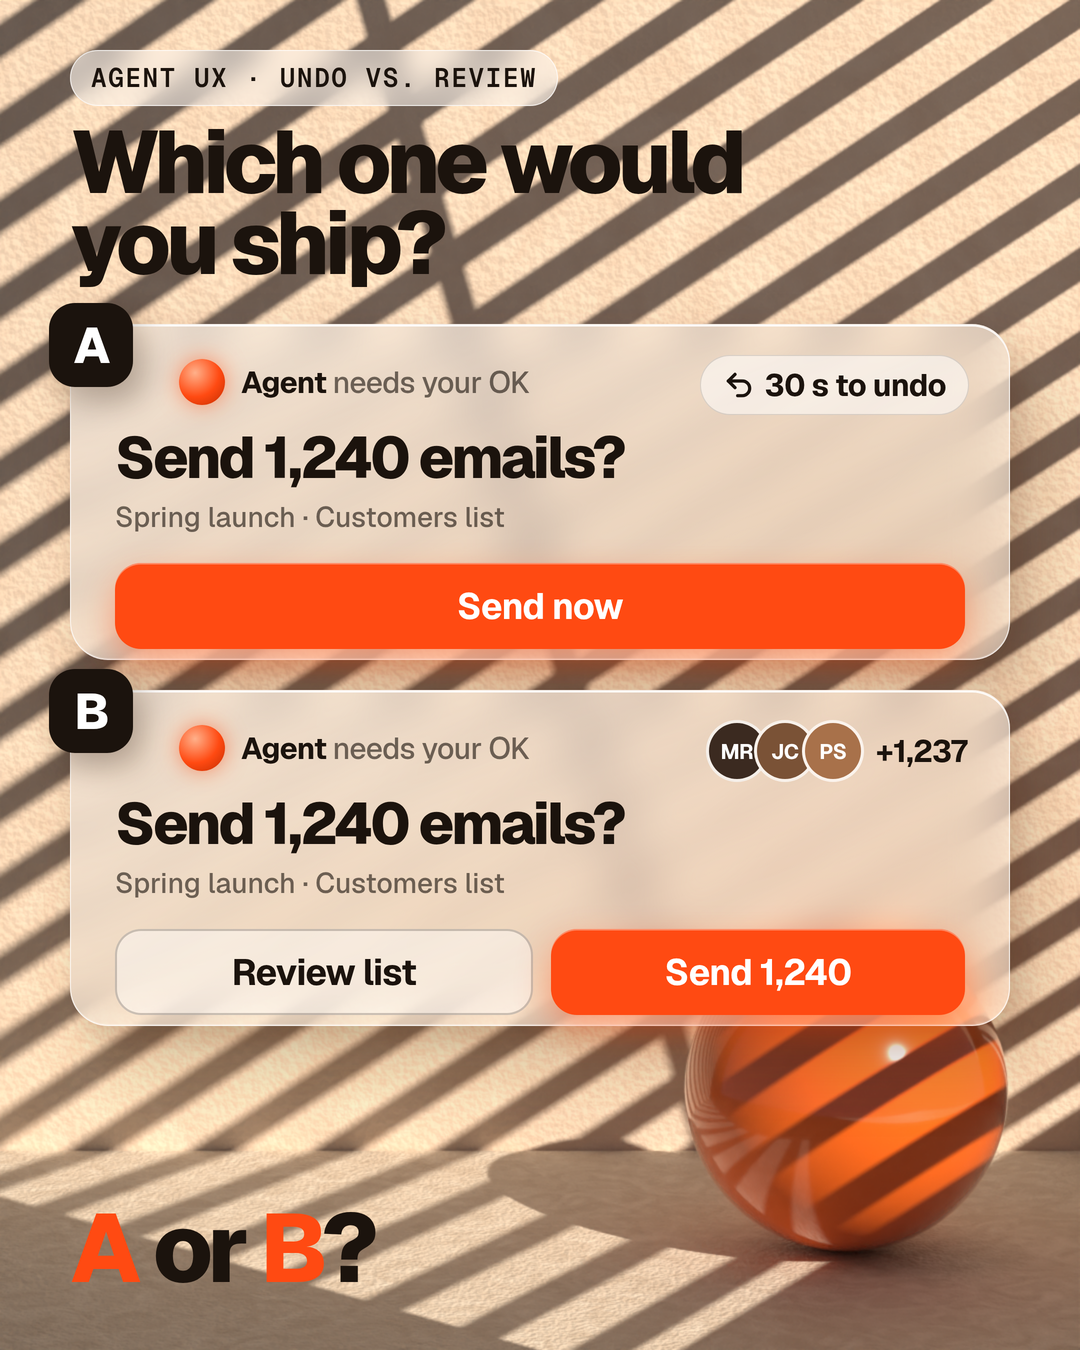 AGENT UX · UNDO VS. REVIEW
Which one would
you ship?
A
Agent needs your OK
30 s to undo
Send 1,240 emails?
Spring launch · Customers list
Send now
B
Agent needs your OK
MR JC PS +1,237
Send 1,240 emails?
Spring launch · Customers list
Review list
Send 1,240
A or B?